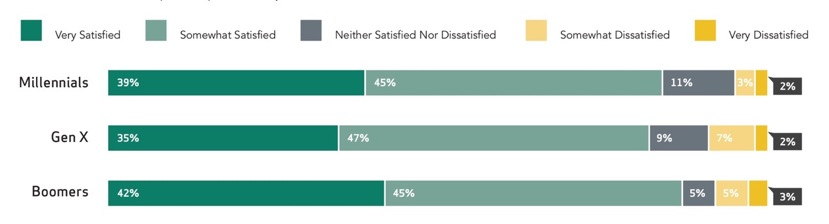 Very Satisfied Somewhat Satisfied Neither Satisfied Nor Dissatisfied Somewhat Dissatisfied Very Dissatisfied
Millennials 39% 45% 11% 3% 2%
Gen X 35% 47% 9% 7% 2%
Boomers 42% 45% 5% 5% 3%